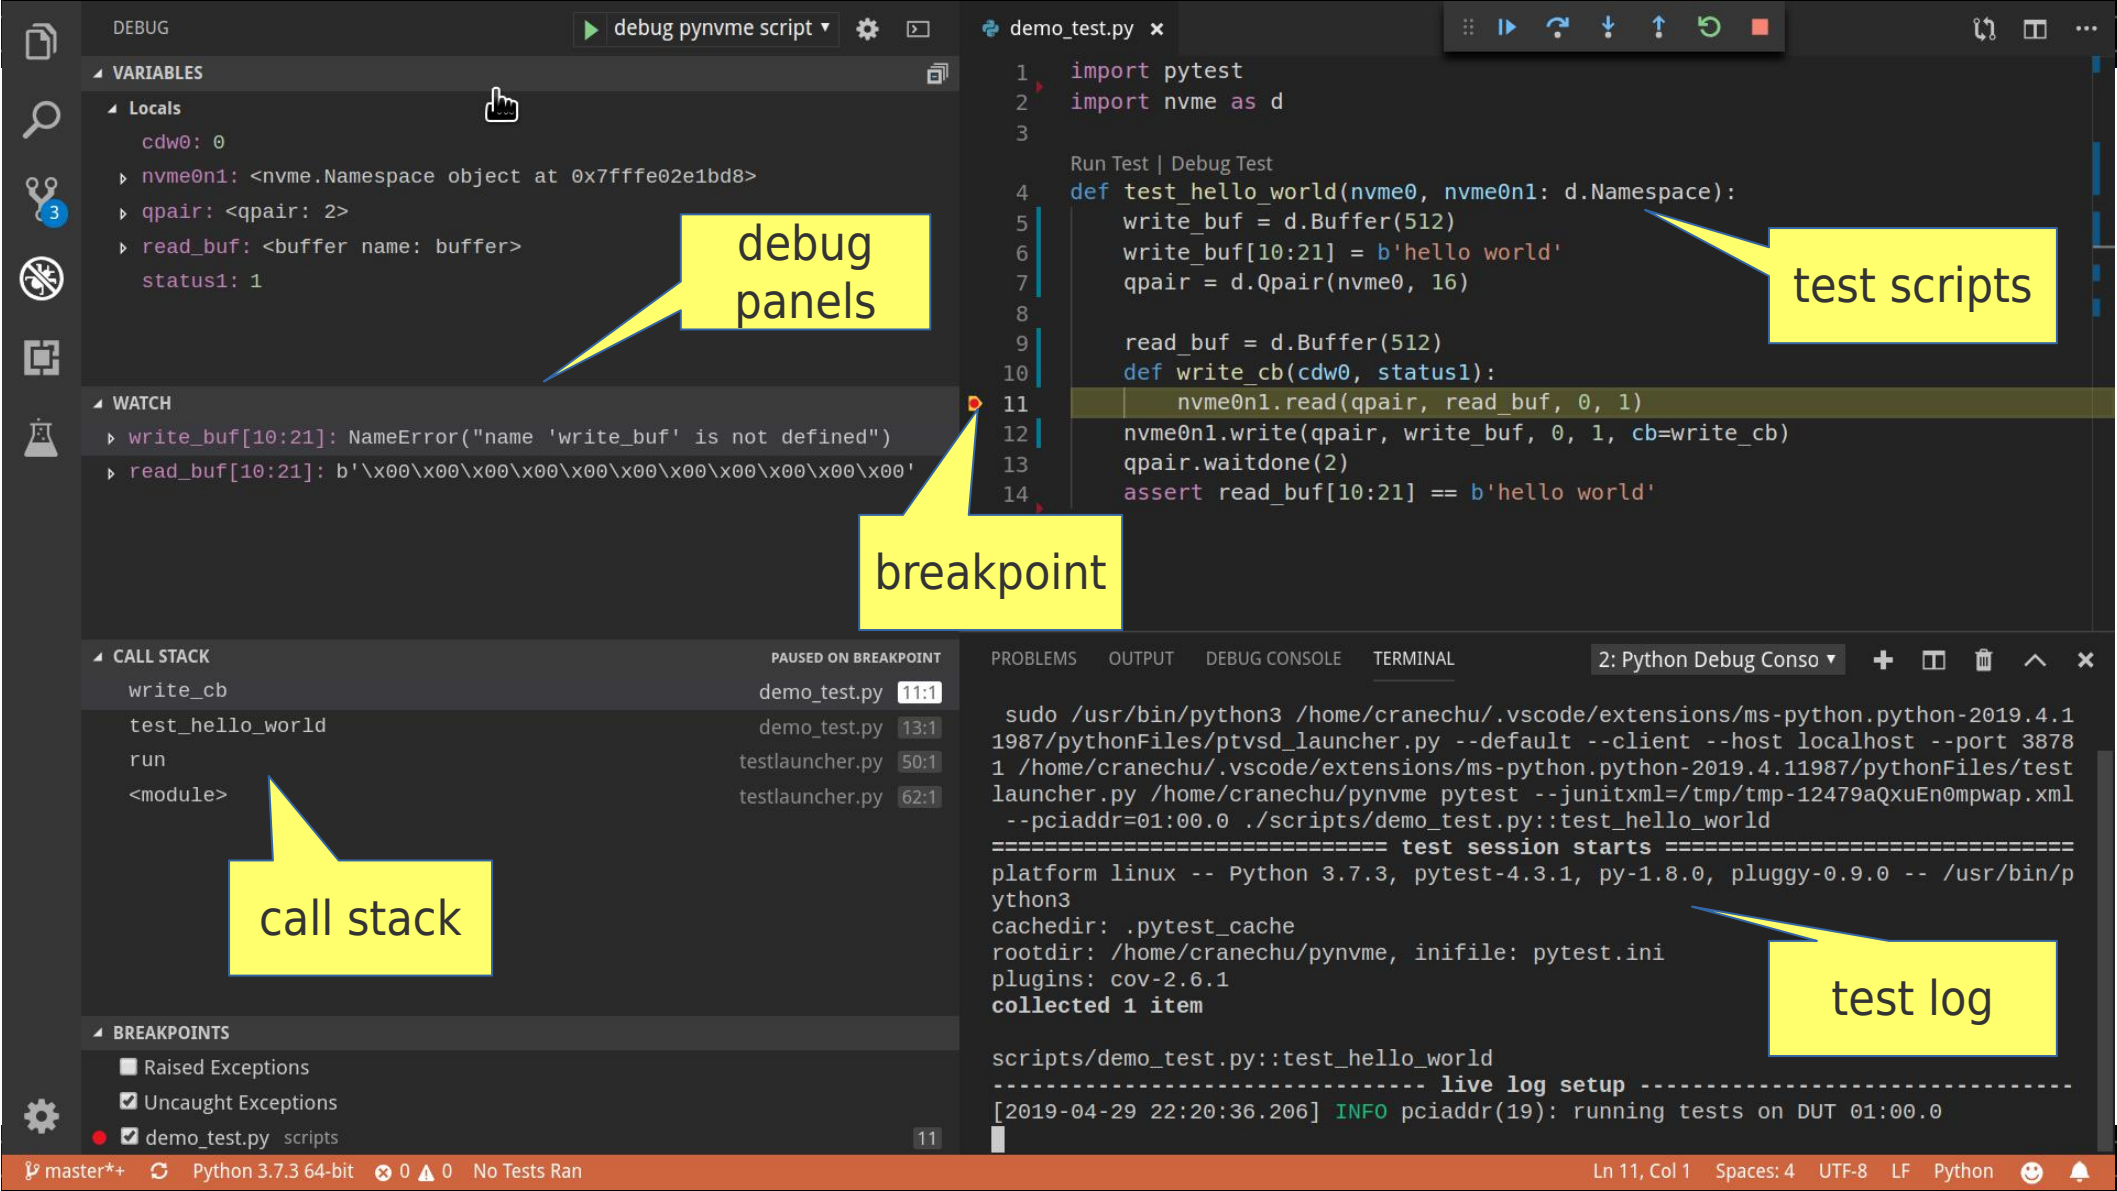 DEBUG
debug pynvme script
VARIABLES
Locals
cdw0: 0
nvme0n1: <nvme.Namespace object at 0x7fffe02e1bd8>
qpair: <qpair: 2>
read_buf: <buffer name: buffer>
status1: 1
debug
panels
WATCH
write_buf[10:21]: NameError("name 'write_buf' is not defined")
read_buf[10:21]: b'\x00\x00\x00\x00\x00\x00\x00\x00\x00\x00\x00'
CALL STACK
PAUSED ON BREAKPOINT
write_cb demo_test.py 11:1
test_hello_world demo_test.py 13:1
run testlauncher.py 50:1
<module> testlauncher.py 62:1
call stack
BREAKPOINTS
Raised Exceptions
Uncaught Exceptions
demo_test.py scripts 11
3
demo_test.py
1 import pytest
2 import nvme as d
3
Run Test | Debug Test
4 def test_hello_world(nvme0, nvme0n1: d.Namespace):
5 write_buf = d.Buffer(512)
6 write_buf[10:21] = b'hello world'
7 qpair = d.Qpair(nvme0, 16)
8
9 read_buf = d.Buffer(512)
10 def write_cb(cdw0, status1):
11 nvme0n1.read(qpair, read_buf, 0, 1)
12 nvme0n1.write(qpair, write_buf, 0, 1, cb=write_cb)
13 qpair.waitdone(2)
14 assert read_buf[10:21] == b'hello world'
test scripts
breakpoint
PROBLEMS OUTPUT DEBUG CONSOLE TERMINAL
2: Python Debug Conso
sudo /usr/bin/python3 /home/cranechu/.vscode/extensions/ms-python.python-2019.4.1
1987/pythonFiles/ptvsd_launcher.py --default --client --host localhost --port 3878
1 /home/cranechu/.vscode/extensions/ms-python.python-2019.4.11987/pythonFiles/test
launcher.py /home/cranechu/pynvme pytest --junitxml=/tmp/tmp-12479aQxuEn0mpwap.xml
--pciaddr=01:00.0 ./scripts/demo_test.py::test_hello_world
============================== test session starts ===============================
platform linux -- Python 3.7.3, pytest-4.3.1, py-1.8.0, pluggy-0.9.0 -- /usr/bin/p
ython3
cachedir: .pytest_cache
rootdir: /home/cranechu/pynvme, inifile: pytest.ini
plugins: cov-2.6.1
collected 1 item
scripts/demo_test.py::test_hello_world
--------------------------------- live log setup ---------------------------------
[2019-04-29 22:20:36.206] INFO pciaddr(19): running tests on DUT 01:00.0
test log
master*+ Python 3.7.3 64-bit 0 0 No Tests Ran
Ln 11, Col 1 Spaces: 4 UTF-8 LF Python